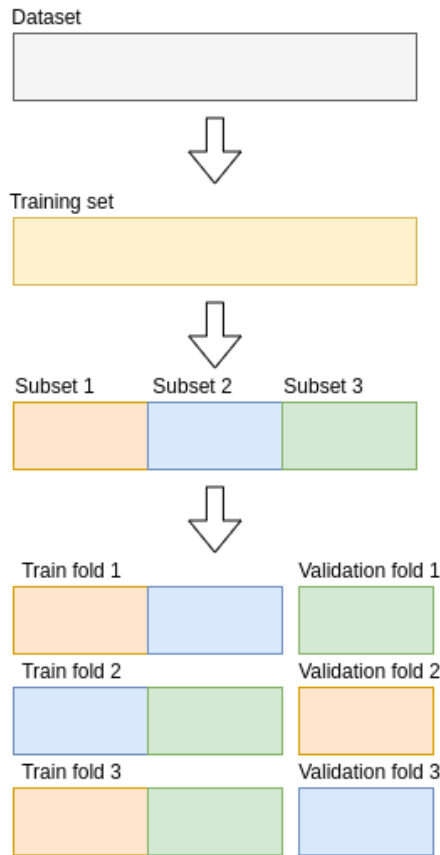 Dataset
Training set
Subset 1 Subset 2 Subset 3
Train fold 1 Validation fold 1
Train fold 2 Validation fold 2
Train fold 3 Validation fold 3